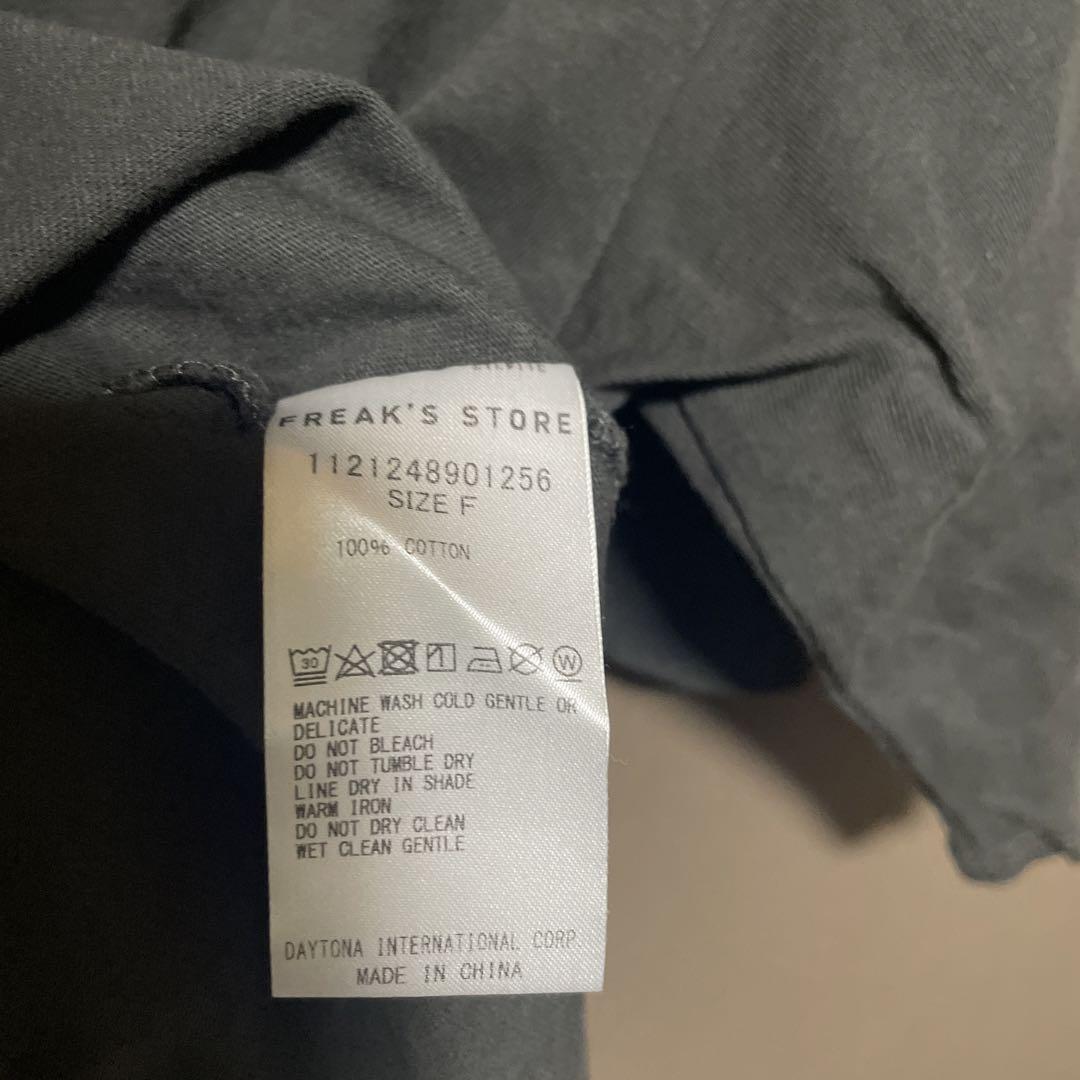 FREAK'S STORE
1121248901256
SIZE F
100% COTTON
30
1
W
MACHINE WASH COLD GENTLE OR
DELICATE
DO NOT BLEACH
DO NOT TUMBLE DRY
LINE DRY IN SHADE
WARM IRON
DO NOT DRY CLEAN
WET CLEAN GENTLE
DAYTONA INTERNATIONAL CORP.
MADE IN CHINA